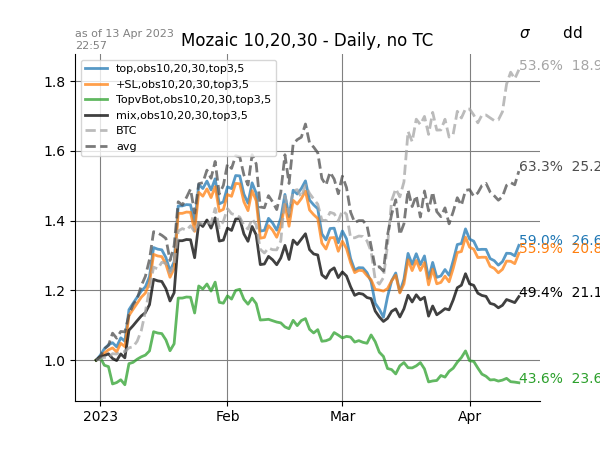 as of 13 Apr 2023
22:57
Mozaic 10,20,30 - Daily, no TC
σ dd
top,obs10,20,30,top3,5
+SL,obs10,20,30,top3,5
TopvBot,obs10,20,30,top3,5
mix,obs10,20,30,top3,5
BTC
avg
53.6% 18.9
63.3% 25.2
59.0% 26.6
55.9% 20.8
49.4% 21.1
43.6% 23.6
1.8
1.6
1.4
1.2
1.0
2023 Feb Mar Apr